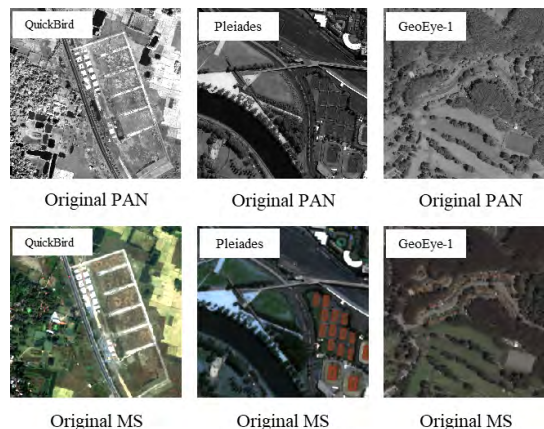 QuickBird
Pleiades
GeoEye-1
Original PAN
Original PAN
Original PAN
QuickBird
Pleiades
GeoEye-1
Original MS
Original MS
Original MS